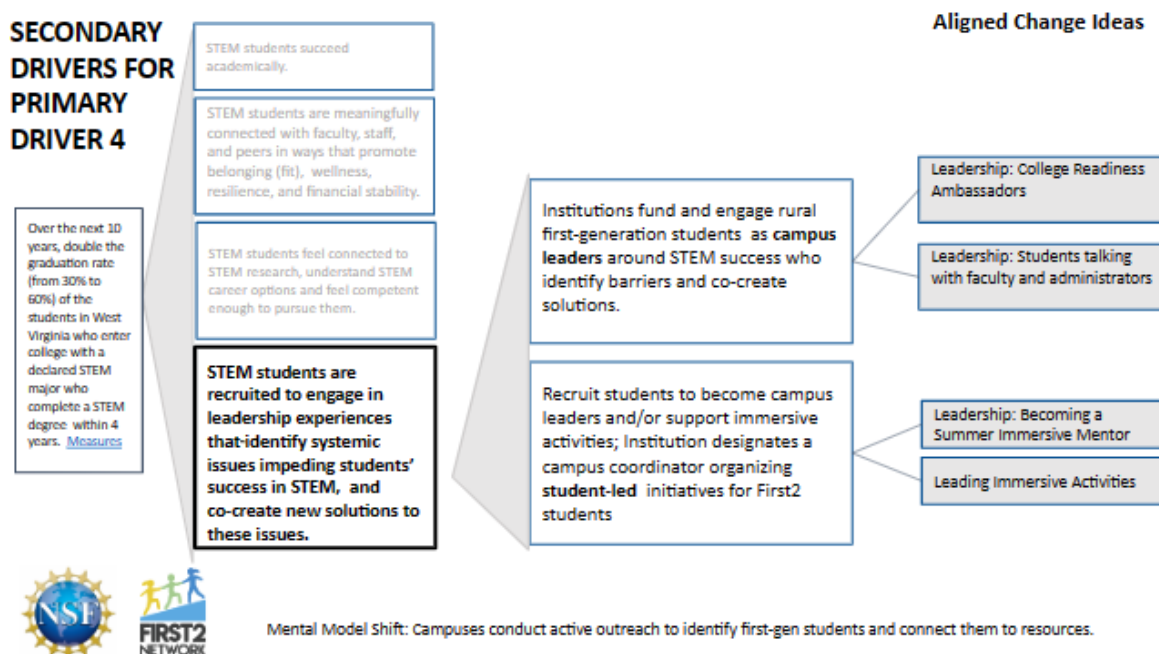 SECONDARY
DRIVERS FOR
PRIMARY
DRIVER 4
Over the next 10
years, double the
graduation rate
(from 30% to
60%) of the
students in West
Virginia who enter
college with a
declared STEM
major who
complete a STEM
degree within 4
years. Measures
STEM students succeed
academically.
STEM students are meaningfully
connected with faculty, staff,
and peers in ways that promote
belonging (fit), wellness,
resilience, and financial stability.
STEM students feel connected to
STEM research, understand STEM
career options and feel competent
enough to pursue them.
STEM students are
recruited to engage in
leadership experiences
that-identify systemic
issues impeding students'
success in STEM, and
co-create new solutions to
these issues.
Institutions fund and engage rural
first-generation students as campus
leaders around STEM success who
identify barriers and co-create
solutions.
Recruit students to become campus
leaders and/or support immersive
activities; Institution designates a
campus coordinator organizing
student-led initiatives for First2
students
Aligned Change Ideas
Leadership: College Readiness
Ambassadors
Leadership: Students talking
with faculty and administrators
Leadership: Becoming a
Summer Immersive Mentor
Leading Immersive Activities
NSF
FIRST2
NETWORK
Mental Model Shift: Campuses conduct active outreach to identify first-gen students and connect them to resources.